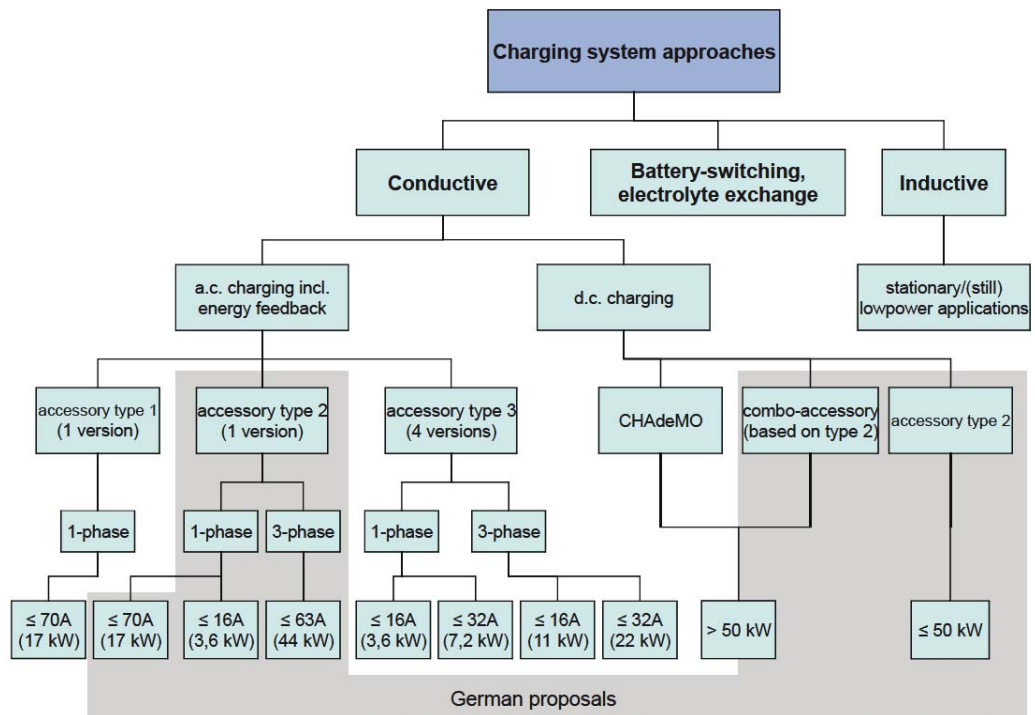 Charging system approaches
Conductive
Battery-switching,
electrolyte exchange
Inductive
a.c. charging incl.
energy feedback
d.c. charging
stationary/(still)
lowpower applications
accessory type 1
(1 version)
accessory type 2
(1 version)
accessory type 3
(4 versions)
CHAdeMO
combo-accessory
(based on type 2)
accessory type 2
1-phase
1-phase
3-phase
1-phase
3-phase
≤ 70A
(17 kW)
≤ 70A
(17 kW)
≤ 16A
(3,6 kW)
≤ 63A
(44 kW)
≤ 16A
(3,6 kW)
≤ 32A
(7,2 kW)
≤ 16A
(11 kW)
≤ 32A
(22 kW)
> 50 kW
≤ 50 kW
German proposals